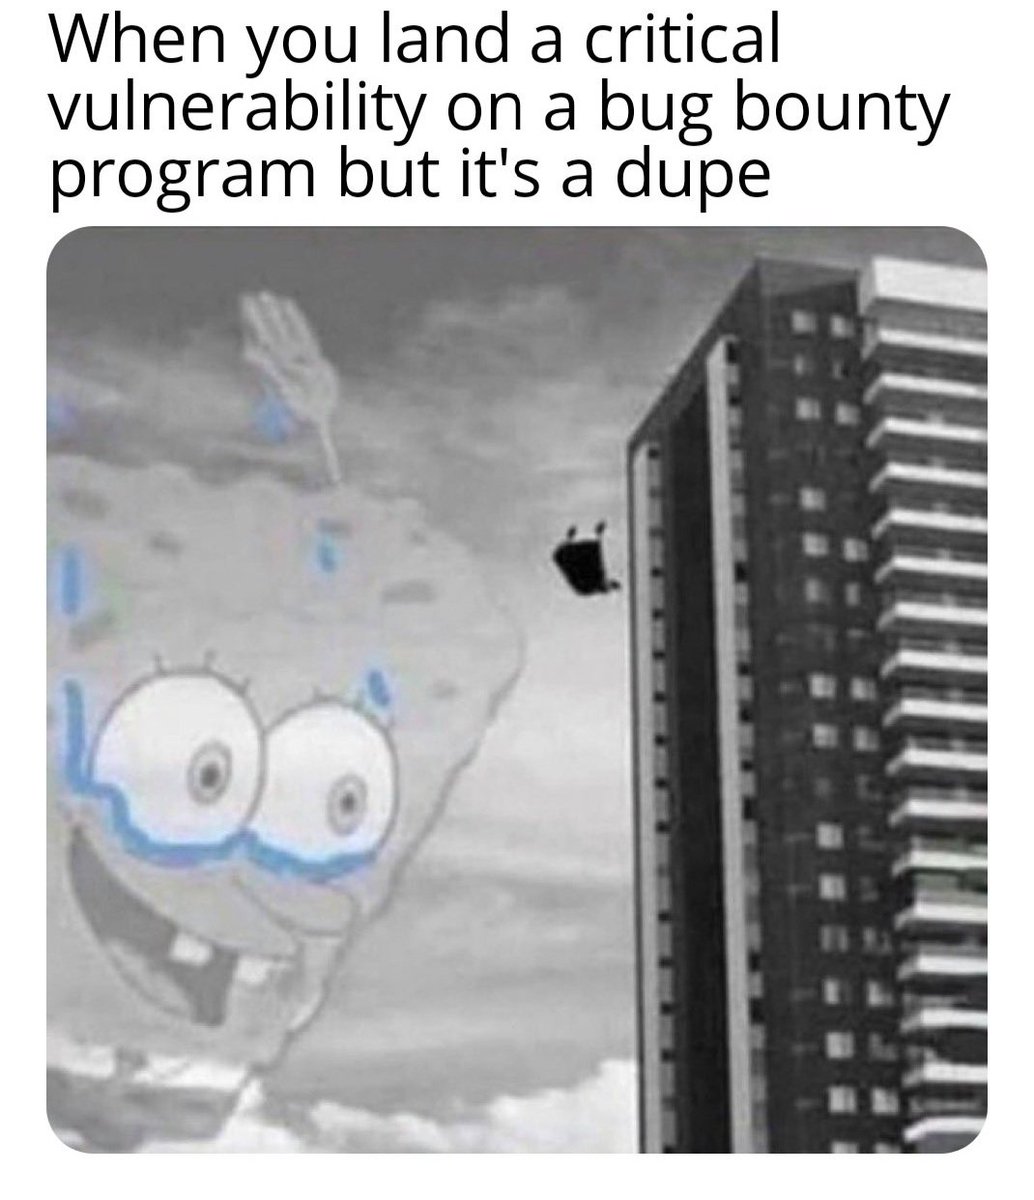 When you land a critical
vulnerability on a bug bounty
program but it's a dupe